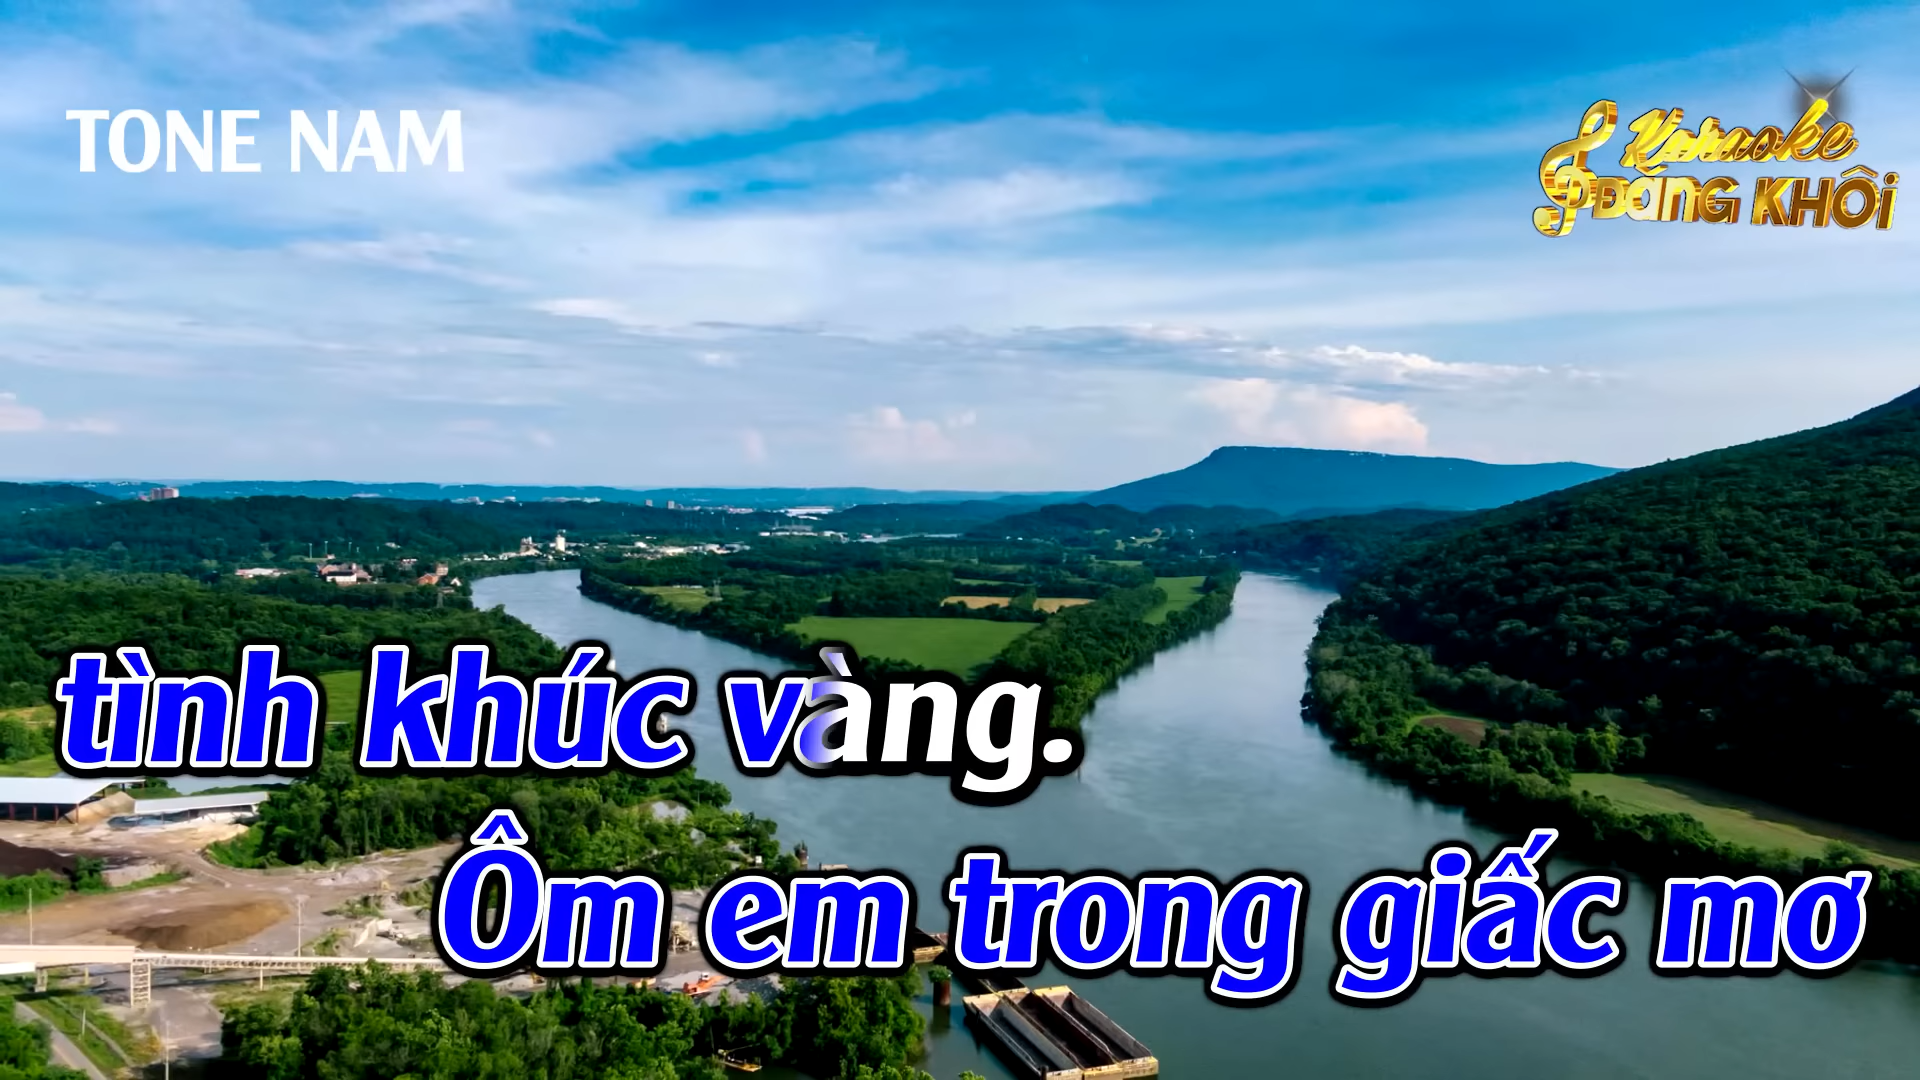 TONE NAM
Karaoke
ĐĂNG KHÔI
tình khúc vàng.
Ôm em trong giấc mơ